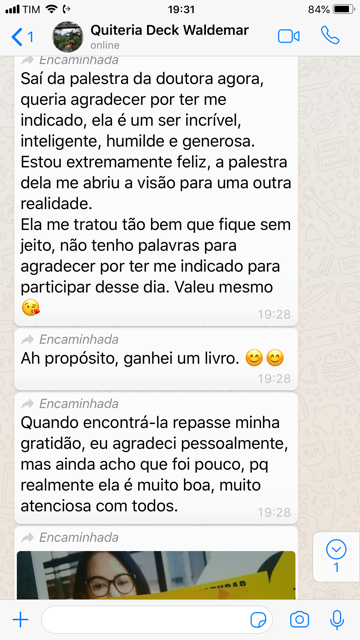 TIM 19:31 84%
1 Quiteria Deck Waldemar
online
Encaminhada
Saí da palestra da doutora agora,
queria agradecer por ter me
indicado, ela é um ser incrível,
inteligente, humilde e generosa.
Estou extremamente feliz, a palestra
dela me abriu a visão para uma outra
realidade.
Ela me tratou tão bem que fique sem
jeito, não tenho palavras para
agradecer por ter me indicado para
participar desse dia. Valeu mesmo
😘
19:28
Encaminhada
Ah propósito, ganhei um livro. 😊😊
19:28
Encaminhada
Quando encontrá-la repasse minha
gratidão, eu agradeci pessoalmente,
mas ainda acho que foi pouco, pq
realmente ela é muito boa, muito
atenciosa com todos.
19:28
Encaminhada
1